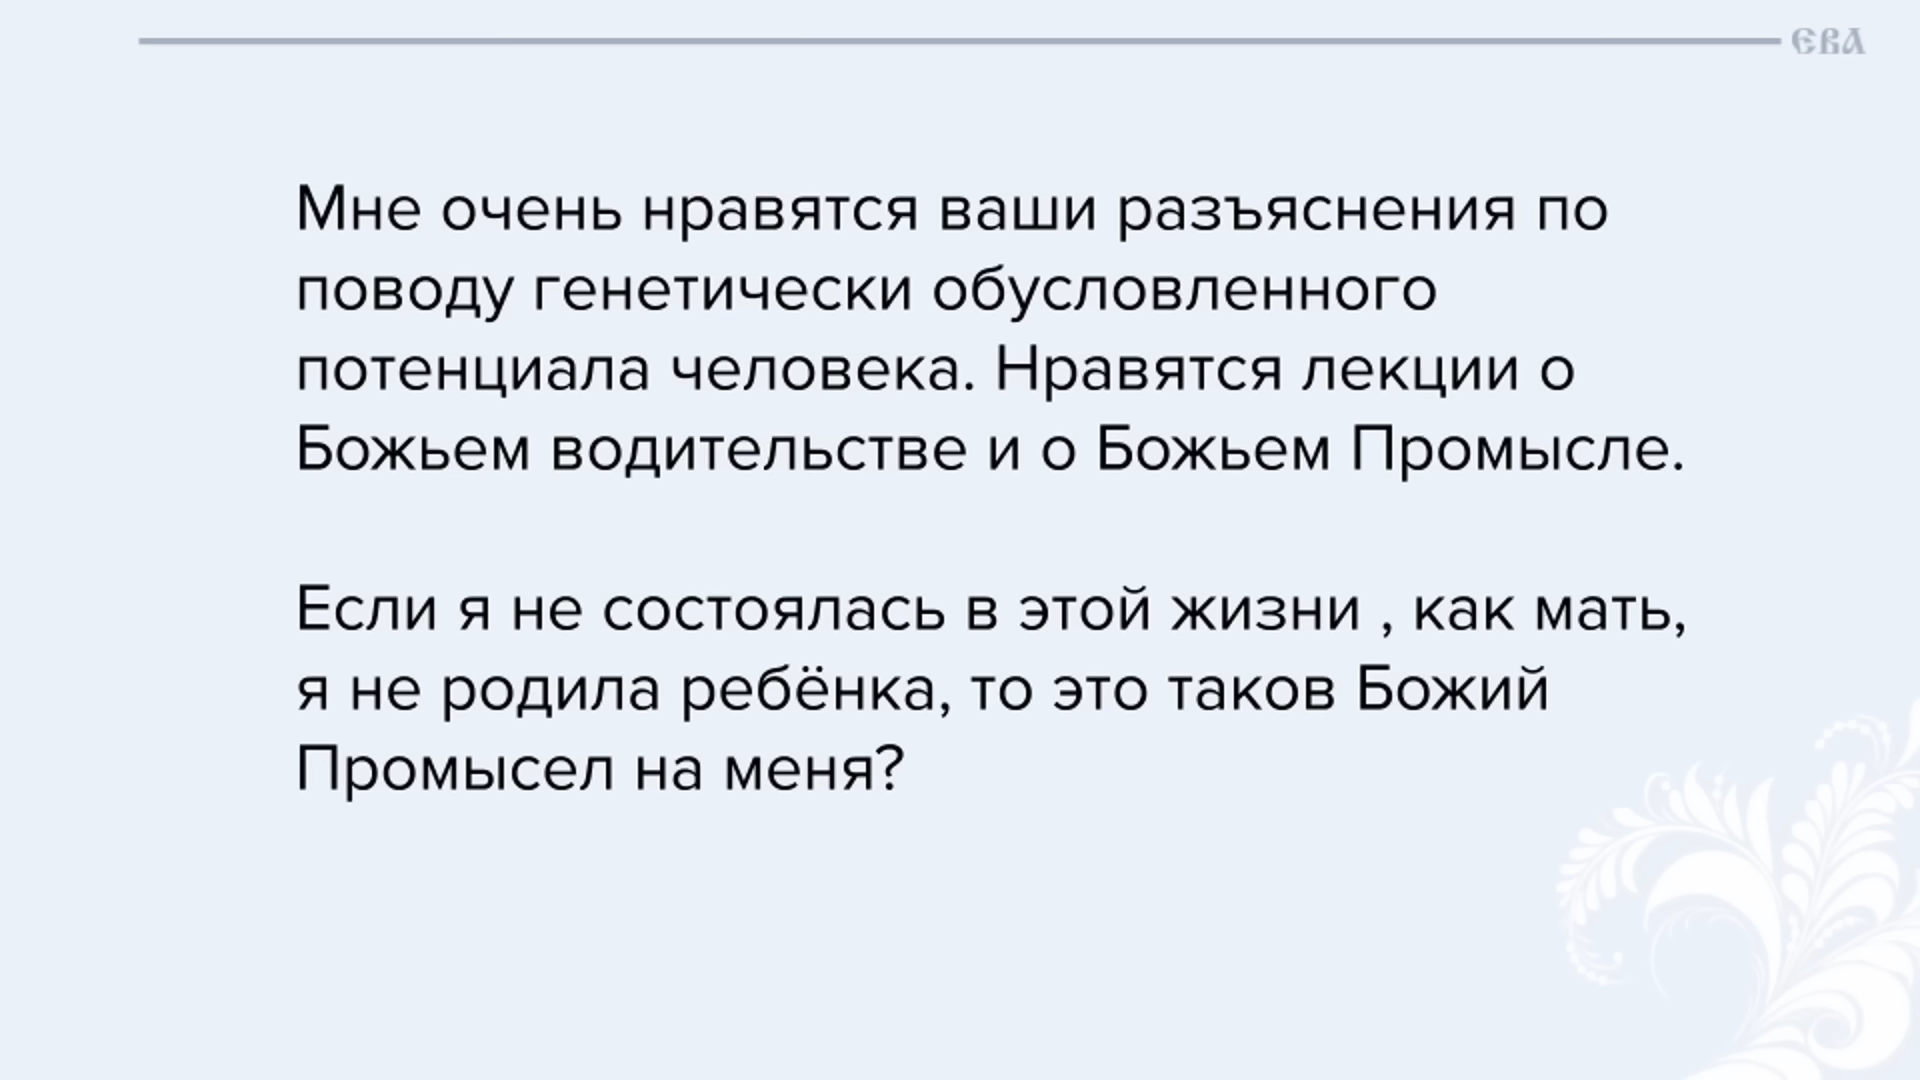 ЕВА
Мне очень нравятся ваши разъяснения по
поводу генетически обусловленного
потенциала человека. Нравятся лекции о
Божьем водительстве и о Божьем Промысле.
Если я не состоялась в этой жизни , как мать,
я не родила ребёнка, то это таков Божий
Промысел на меня?